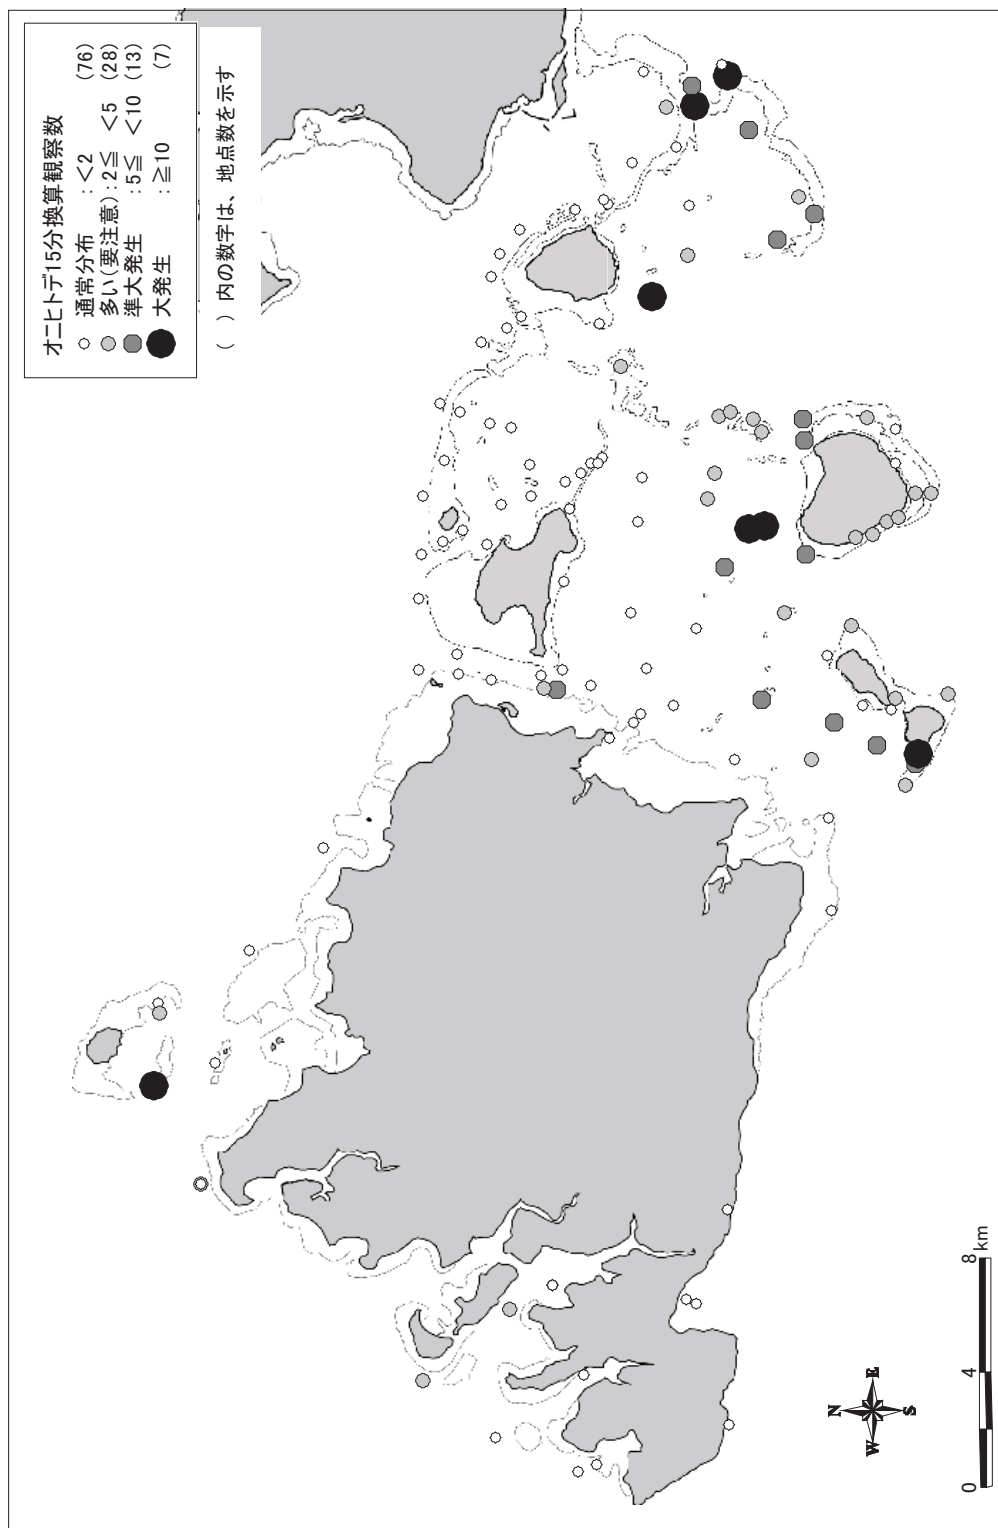 オニヒトデ15分換算観察数
通常分布 :<2 (76)
多い(要注意):2≦ <5 (28)
準大発生 :5≦ <10 (13)
大発生 :≧10 (7)
( ) 内の数字は、地点数を示す
N
W E
S
0 4 8 km